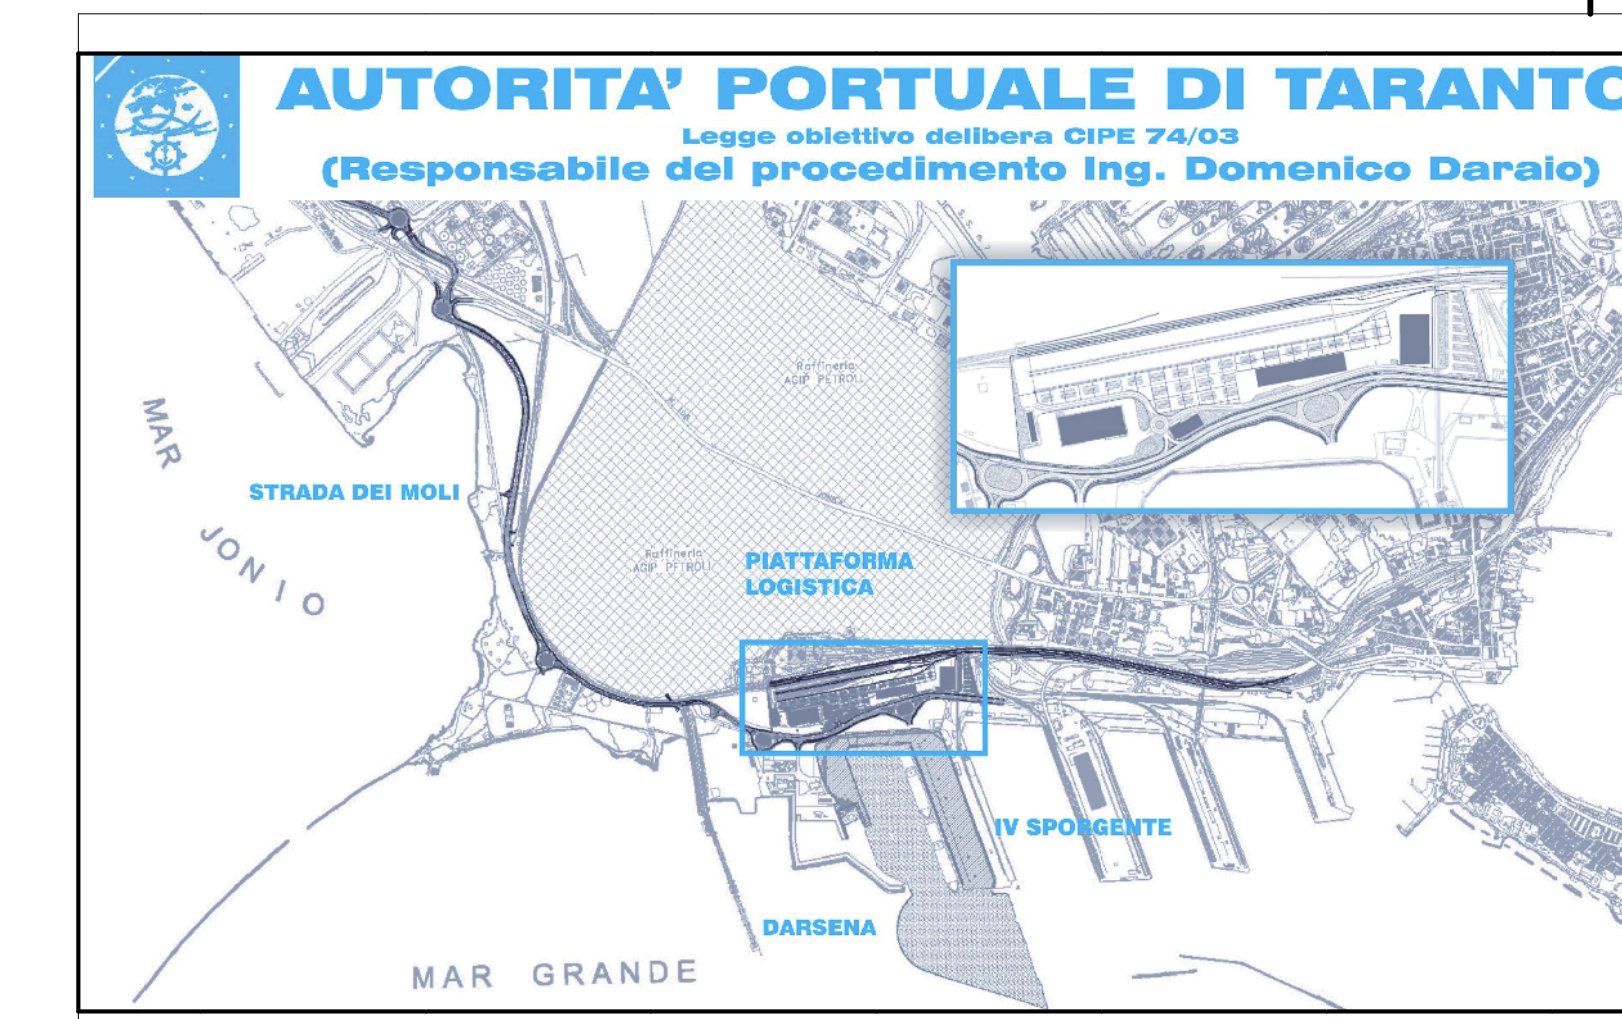 AUTORITA' PORTUALE DI TARANTO
Legge obiettivo delibera CIPE 74/03
(Responsabile del procedimento Ing. Domenico Daraio)
Raffineria
AGIP PETROLI
MAR
JONIO
STRADA DEI MOLI
Raffineria
AGIP PETROLI
PIATTAFORMA
LOGISTICA
IV SPORGENTE
DARSENA
MAR GRANDE